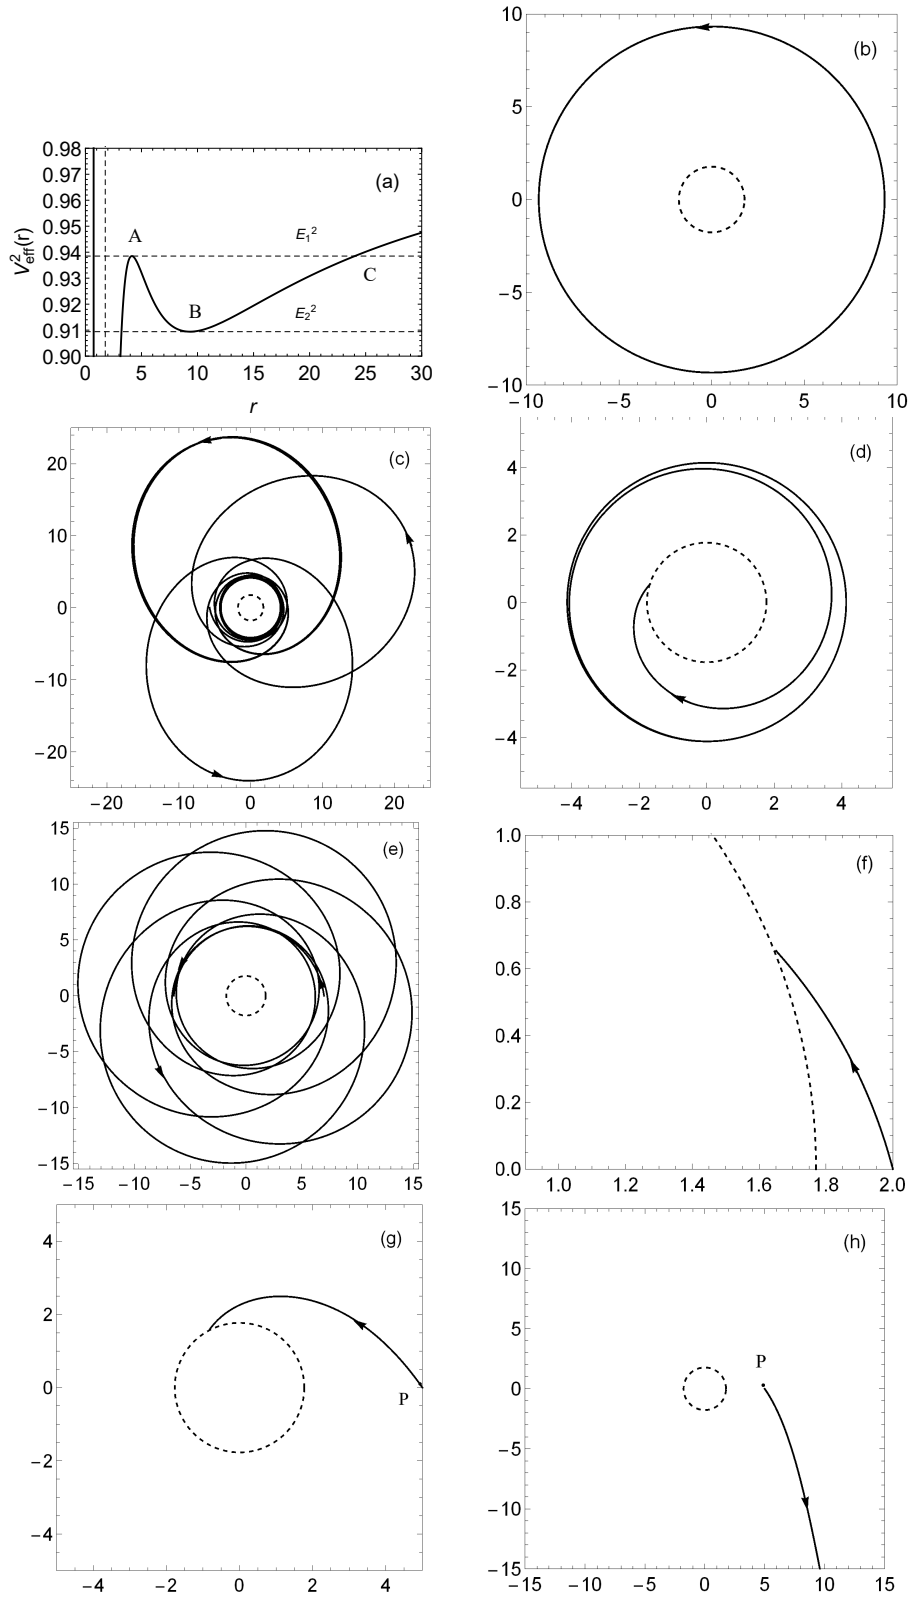 (a)
V²eff(r)
0.98
0.97
0.96
0.95
0.94
0.93
0.92
0.91
0.90
A
B
C
E₁²
E₂²
0 5 10 15 20 25 30
r
(b)
10
5
0
−5
−10
−10 −5 0 5 10
(c)
20
10
0
−10
−20
−20 −10 0 10 20
(d)
4
2
0
−2
−4
−4 −2 0 2 4
(e)
15
10
5
0
−5
−10
−15
−15 −10 −5 0 5 10 15
(f)
1.0
0.8
0.6
0.4
0.2
0.0
1.0 1.2 1.4 1.6 1.8 2.0
(g)
4
2
0
−2
−4
P
−4 −2 0 2 4
(h)
15
10
5
0
−5
−10
−15
P
−15 −10 −5 0 5 10 15